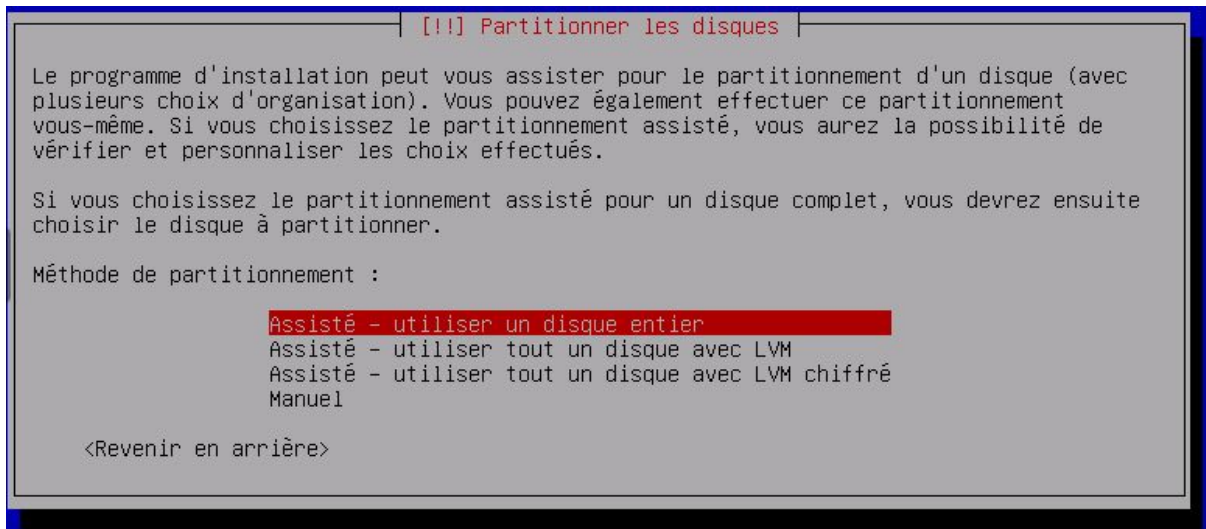 [!!] Partitionner les disques
Le programme d'installation peut vous assister pour le partitionnement d'un disque (avec
plusieurs choix d'organisation). Vous pouvez également effectuer ce partitionnement
vous-même. Si vous choisissez le partitionnement assisté, vous aurez la possibilité de
vérifier et personnaliser les choix effectués.
Si vous choisissez le partitionnement assisté pour un disque complet, vous devrez ensuite
choisir le disque à partitionner.
Méthode de partitionnement :
Assisté - utiliser un disque entier
Assisté - utiliser tout un disque avec LVM
Assisté - utiliser tout un disque avec LVM chiffré
Manuel
<Revenir en arrière>